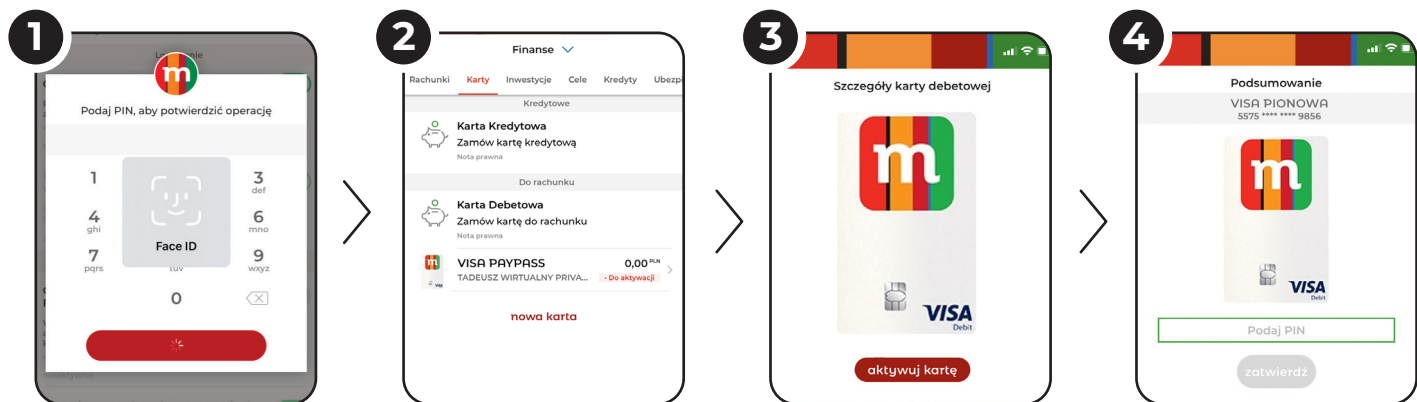 1
Podaj PIN, aby potwierdzić operację
1
3
def
4
ghi
6
mno
Face ID
7
pqrs
tuv
9
wxyz
0
2
Finanse
Rachunki Karty Inwestycje Cele Kredyty Ubezpi
Kredytowe
Karta Kredytowa
Zamów kartę kredytową
Nota prawna
Do rachunku
Karta Debetowa
Zamów kartę do rachunku
Nota prawna
m
VISA PAYPASS 0,00 PLN
TADEUSZ WIRTUALNY PRIVA... • Do aktywacji
nowa karta
3
Szczegóły karty debetowej
m
VISA
Debit
aktywuj kartę
4
Podsumowanie
VISA PIONOWA
5575 **** **** 9856
m
VISA
Debit
Podaj PIN
zatwierdź